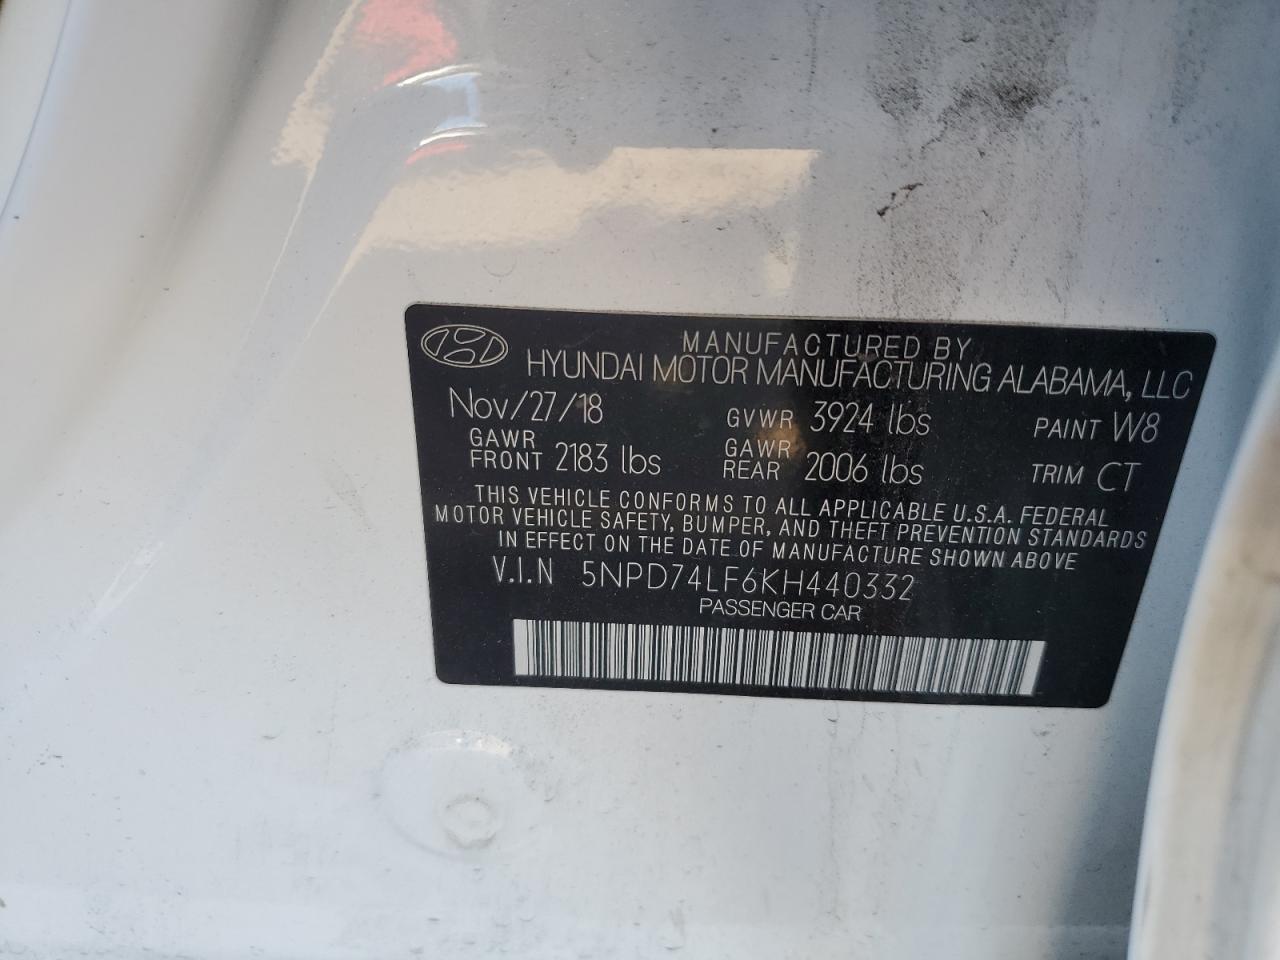 MANUFACTURED BY
HYUNDAI MOTOR MANUFACTURING ALABAMA, LLC
Nov/27/18 GVWR 3924 lbs PAINT W8
GAWR FRONT 2183 lbs GAWR REAR 2006 lbs TRIM CT
THIS VEHICLE CONFORMS TO ALL APPLICABLE U.S.A. FEDERAL
MOTOR VEHICLE SAFETY, BUMPER, AND THEFT PREVENTION STANDARDS
IN EFFECT ON THE DATE OF MANUFACTURE SHOWN ABOVE
V.I.N 5NPD74LF6KH440332
PASSENGER CAR